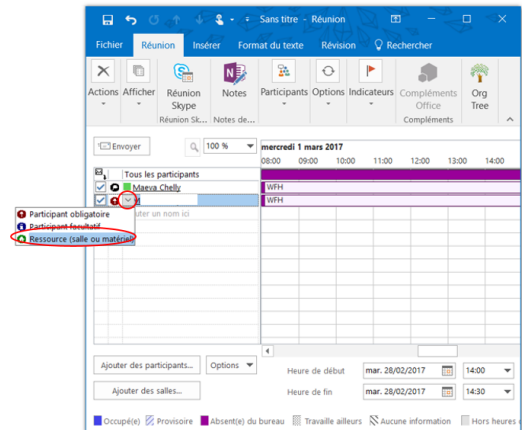 Sans titre - Réunion
Fichier Réunion Insérer Format du texte Révision Rechercher
Actions Afficher Réunion Skype Notes Participants Options Indicateurs Compléments Office Org Tree
Réunion Sk... Notes de... Compléments
Envoyer 100 % mercredi 1 mars 2017
08:00 09:00 10:00 11:00 12:00 13:00 14:00
Tous les participants
Maeva Chelly WFH
WFH
Participant obligatoire uter un nom ici
Participant facultatif
Ressource (salle ou matériel)
Ajouter des participants... Options Heure de début mar. 28/02/2017 14:00
Ajouter des salles... Heure de fin mar. 28/02/2017 14:30
Occupé(e) Provisoire Absent(e) du bureau Travaille ailleurs Aucune information Hors heures